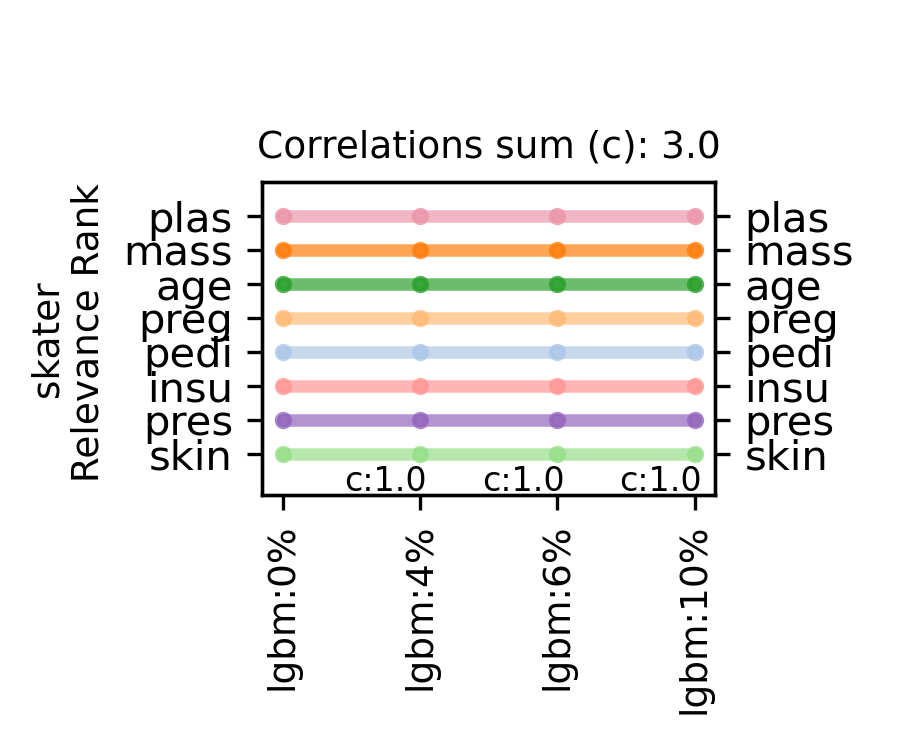 Correlations sum (c): 3.0
skater
Relevance Rank
plas
mass
age
preg
pedi
insu
pres
skin
plas
mass
age
preg
pedi
insu
pres
skin
c:1.0 c:1.0 c:1.0
lgbm:0%
lgbm:4%
lgbm:6%
lgbm:10%